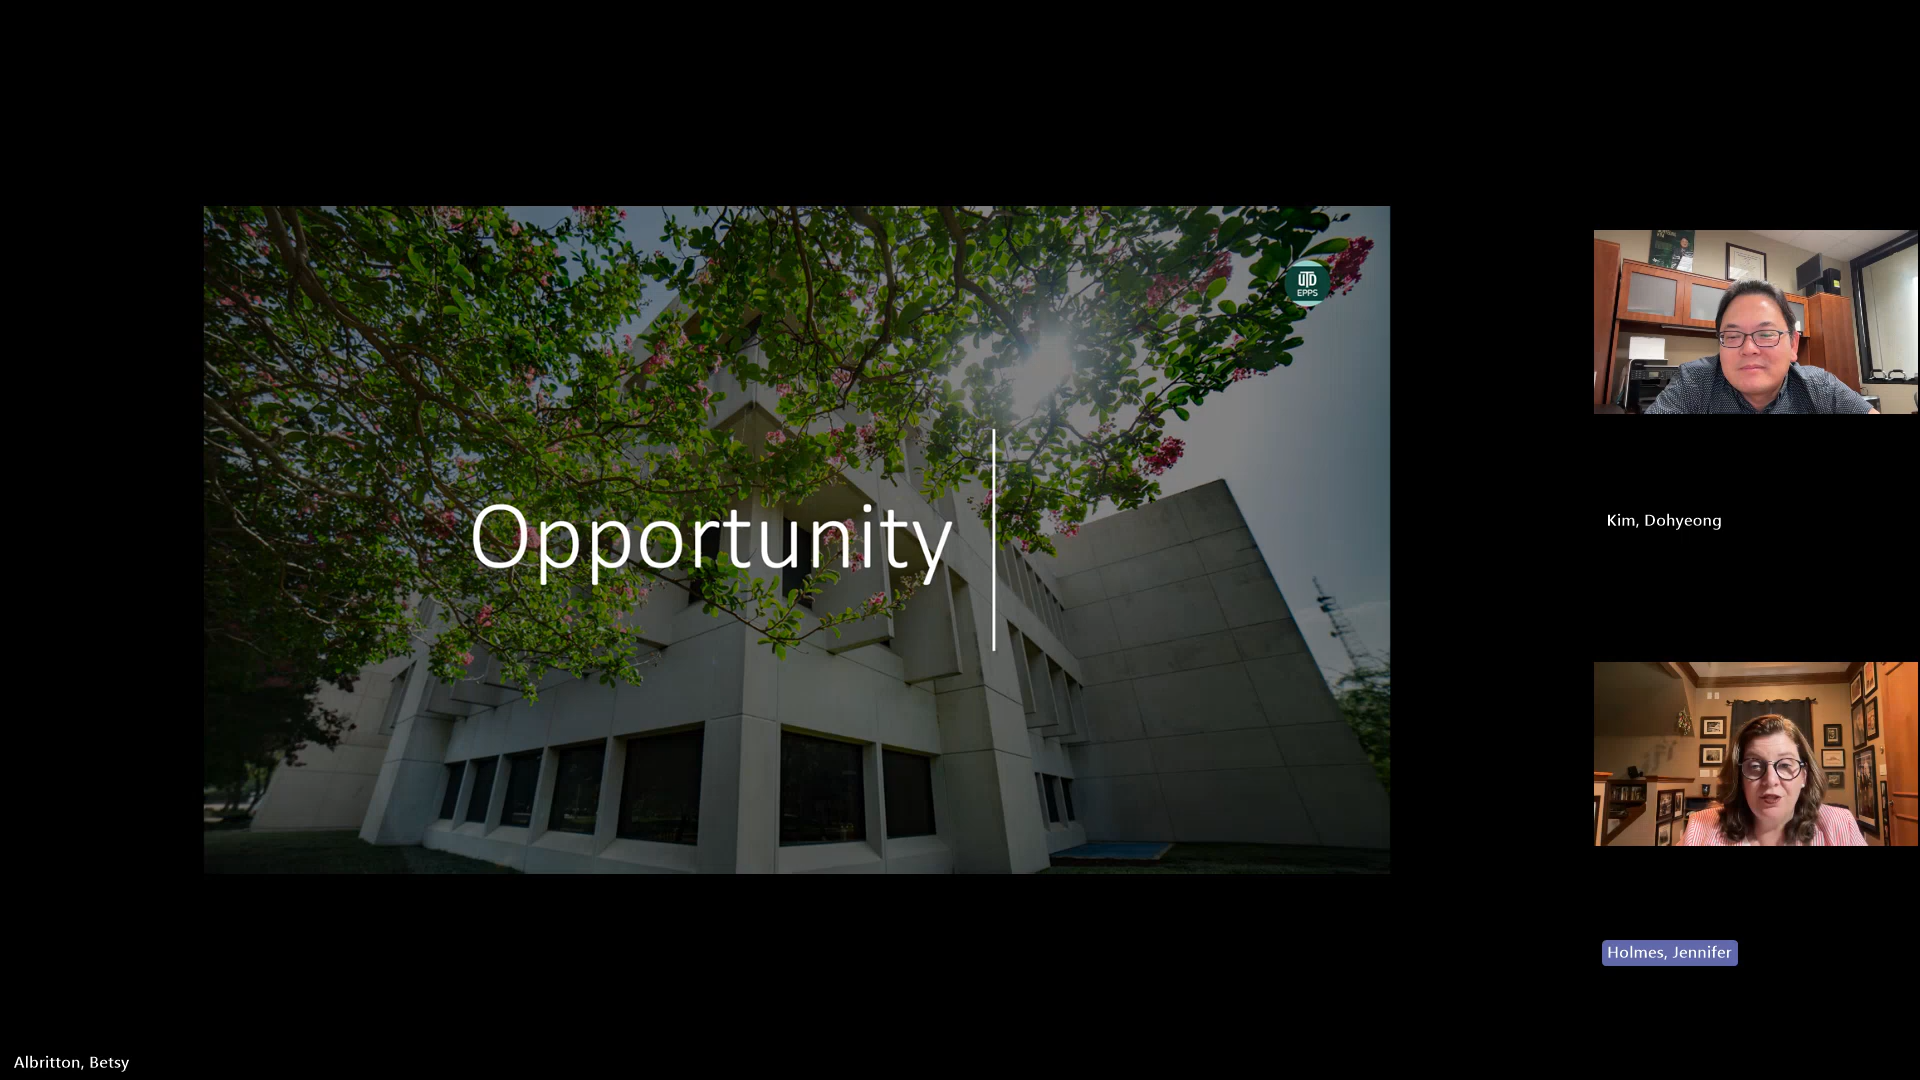 UTD
EPPS
Opportunity
Kim, Dohyeong
Holmes, Jennifer
Albritton, Betsy